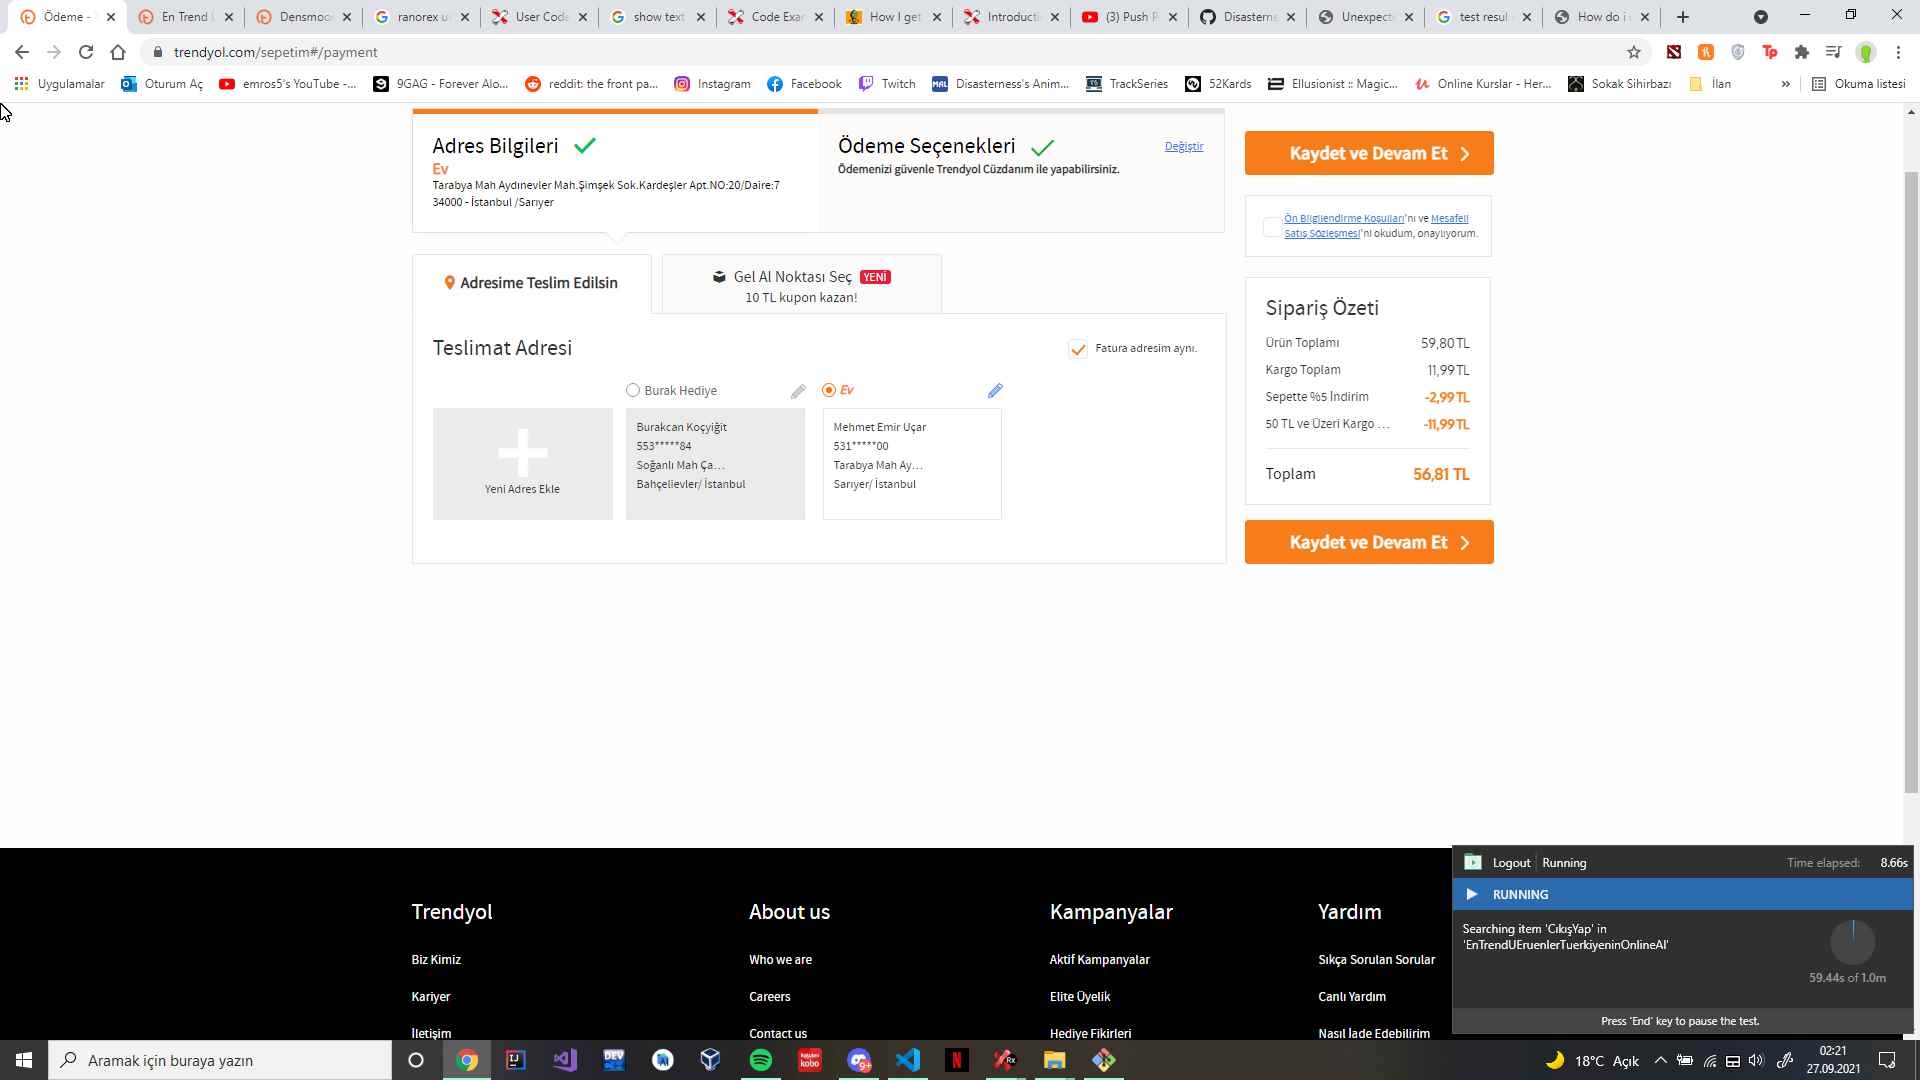 Ödeme -
En Trend
Densmoo
ranorex u
User Code
show text
Code Exar
How I get
Introducti
(3) Push P
Disasterne
Unexpecte
test resul
How do i
trendyol.com/sepetim#/payment
Uygulamalar
Oturum Aç
emros5's YouTube -...
9GAG - Forever Alo...
reddit: the front pa...
Instagram
Facebook
Twitch
Disasterness's Anim...
TrackSeries
52Kards
Ellusionist :: Magic...
Online Kurslar - Her...
Sokak Sihirbazı
İlan
»
Okuma listesi
Adres Bilgileri
Ev
Tarabya Mah Aydınevler Mah.Şimşek Sok.Kardeşler Apt.NO:20/Daire:7
34000 - İstanbul /Sarıyer
Ödeme Seçenekleri
Değiştir
Ödemenizi güvenle Trendyol Cüzdanım ile yapabilirsiniz.
Kaydet ve Devam Et
Ön Bilgilendirme Koşulları'nı ve Mesafeli
Satış Sözleşmesi'ni okudum, onaylıyorum.
Adresime Teslim Edilsin
Gel Al Noktası Seç YENİ
10 TL kupon kazan!
Teslimat Adresi
Fatura adresim aynı.
Yeni Adres Ekle
Burak Hediye
Burakcan Koçyiğit
553*****84
Soğanlı Mah Ça...
Bahçelievler/ İstanbul
Ev
Mehmet Emir Uçar
531*****00
Tarabya Mah Ay...
Sarıyer/ İstanbul
Sipariş Özeti
Ürün Toplamı 59,80 TL
Kargo Toplam 11,99 TL
Sepette %5 İndirim -2,99 TL
50 TL ve Üzeri Kargo ... -11,99 TL
Toplam 56,81 TL
Kaydet ve Devam Et
Trendyol
Biz Kimiz
Kariyer
İletişim
About us
Who we are
Careers
Contact us
Kampanyalar
Aktif Kampanyalar
Elite Üyelik
Hediye Fikirleri
Yardım
Sıkça Sorulan Sorular
Canlı Yardım
Nasıl İade Edebilirim
Logout Running
Time elapsed: 8.66s
RUNNING
Searching item 'CıkışYap' in
'EnTrendUEruenlerTuerkiyeninOnlineAl'
59.44s of 1.0m
Press 'End' key to pause the test.
Aramak için buraya yazın
18°C Açık
02:21
27.09.2021